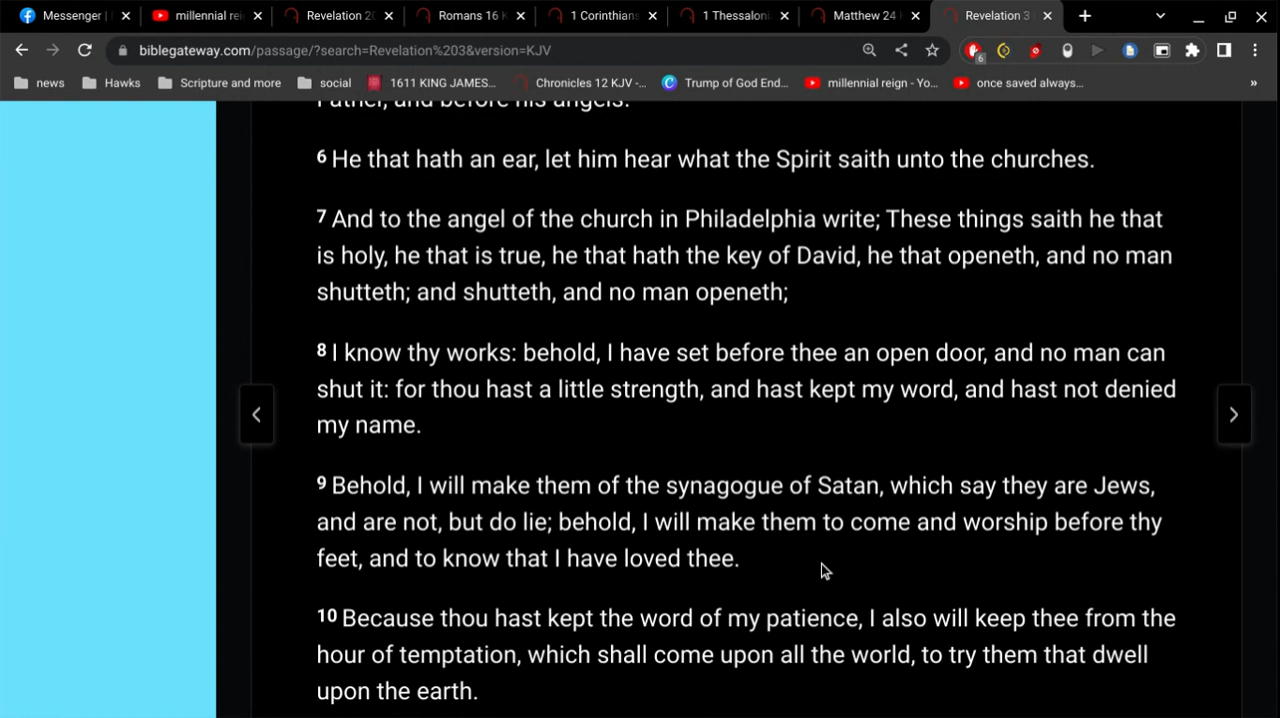 Messenger |
millennial rei
Revelation 20
Romans 16 K
1 Corinthians
1 Thessaloni
Matthew 24
Revelation 3
biblegateway.com/passage/?search=Revelation%203&version=KJV
6
news
Hawks
Scripture and more
social
1611 KING JAMES...
Chronicles 12 KJV -...
Trump of God End...
millennial reign - Yo...
once saved always...
»
Father, and before his angels.
6 He that hath an ear, let him hear what the Spirit saith unto the churches.
7 And to the angel of the church in Philadelphia write; These things saith he that
is holy, he that is true, he that hath the key of David, he that openeth, and no man
shutteth; and shutteth, and no man openeth;
8 I know thy works: behold, I have set before thee an open door, and no man can
shut it: for thou hast a little strength, and hast kept my word, and hast not denied
my name.
9 Behold, I will make them of the synagogue of Satan, which say they are Jews,
and are not, but do lie; behold, I will make them to come and worship before thy
feet, and to know that I have loved thee.
10 Because thou hast kept the word of my patience, I also will keep thee from the
hour of temptation, which shall come upon all the world, to try them that dwell
upon the earth.